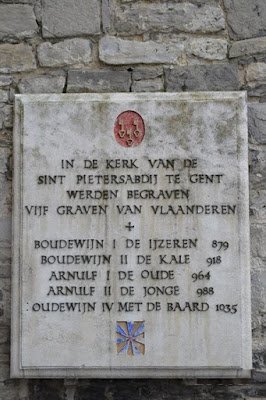 IN DE KERK VAN DE
SINT PIETERSABDIJ TE GENT
WERDEN BEGRAVEN
VIJF GRAVEN VAN VLAANDEREN
BOUDEWIJN I DE IJZEREN 879
BOUDEWIJN II DE KALE 918
ARNULF I DE OUDE 964
ARNULF II DE JONGE 988
BOUDEWIJN IV MET DE BAARD 1035